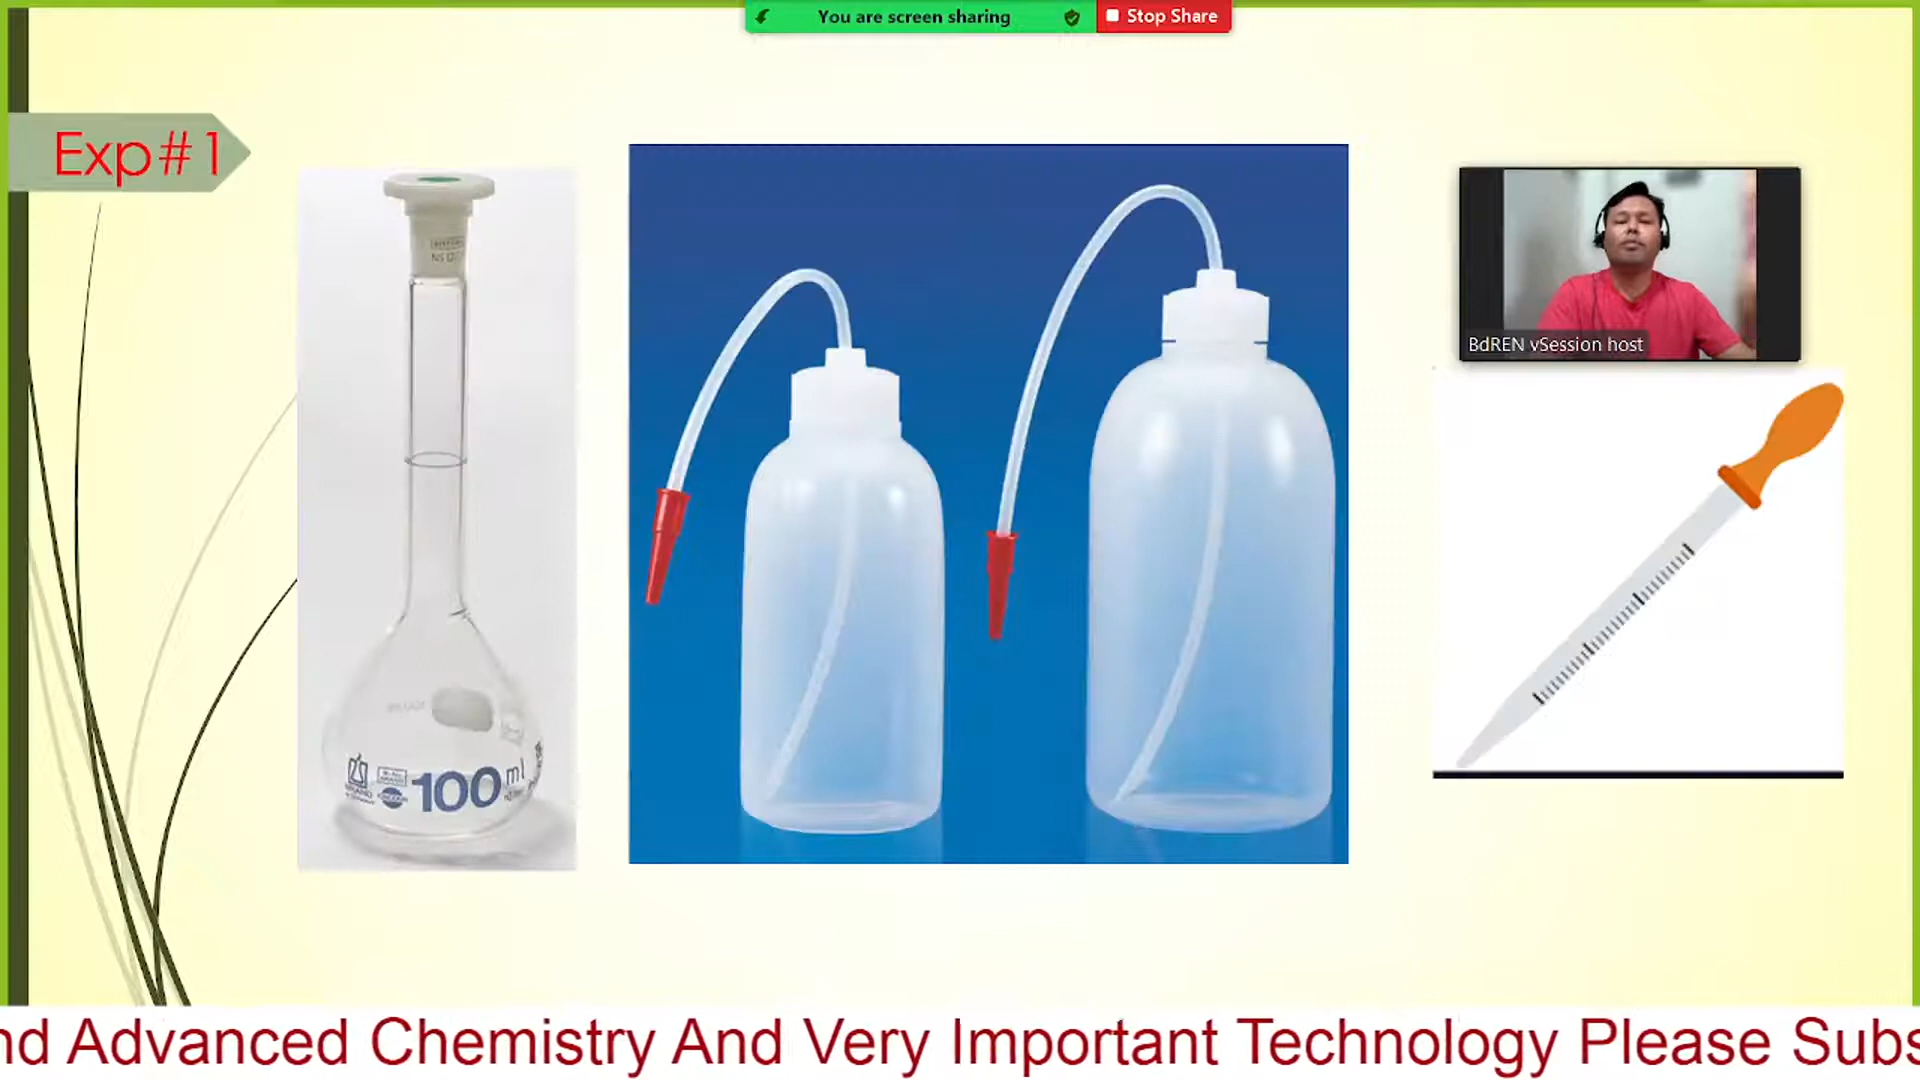 You are screen sharing
Stop Share
Exp#1
BdREN vSession host
100 ml
nd Advanced Chemistry And Very Important Technology Please Subs